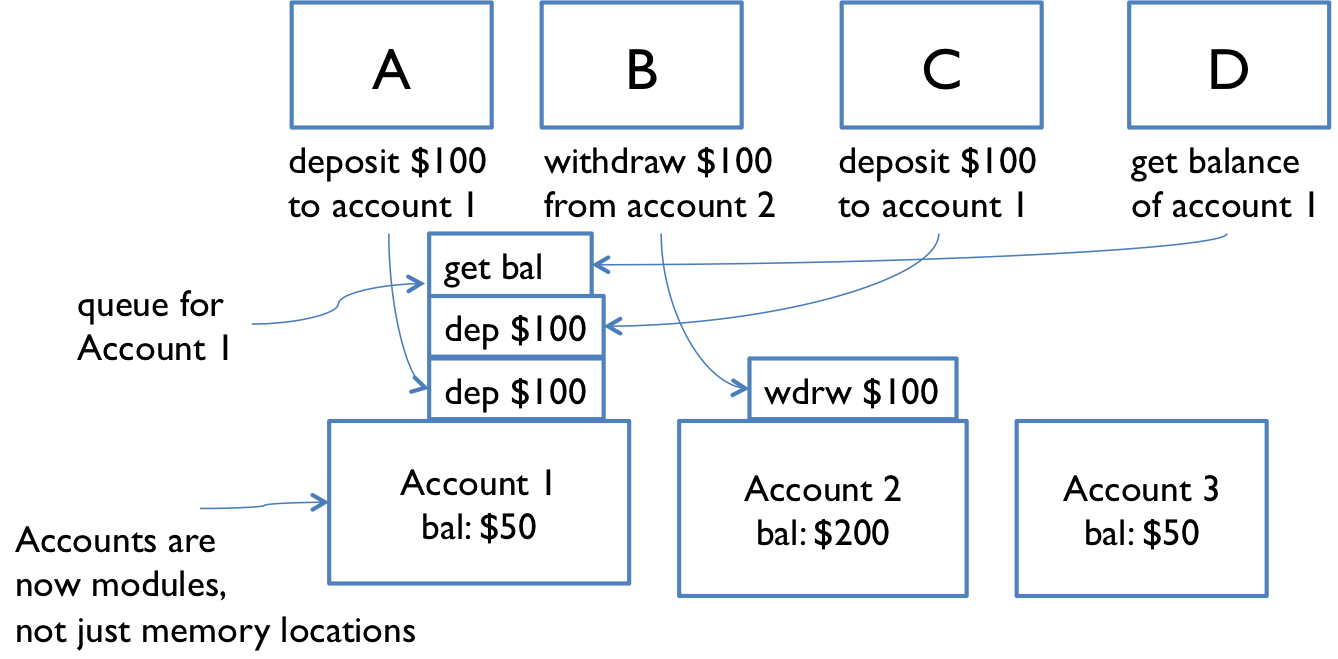 A
B
C
D
deposit $100
to account 1
withdraw $100
from account 2
deposit $100
to account 1
get balance
of account 1
queue for
Account 1
get bal
dep $100
dep $100
wdrw $100
Account 1
bal: $50
Account 2
bal: $200
Account 3
bal: $50
Accounts are
now modules,
not just memory locations